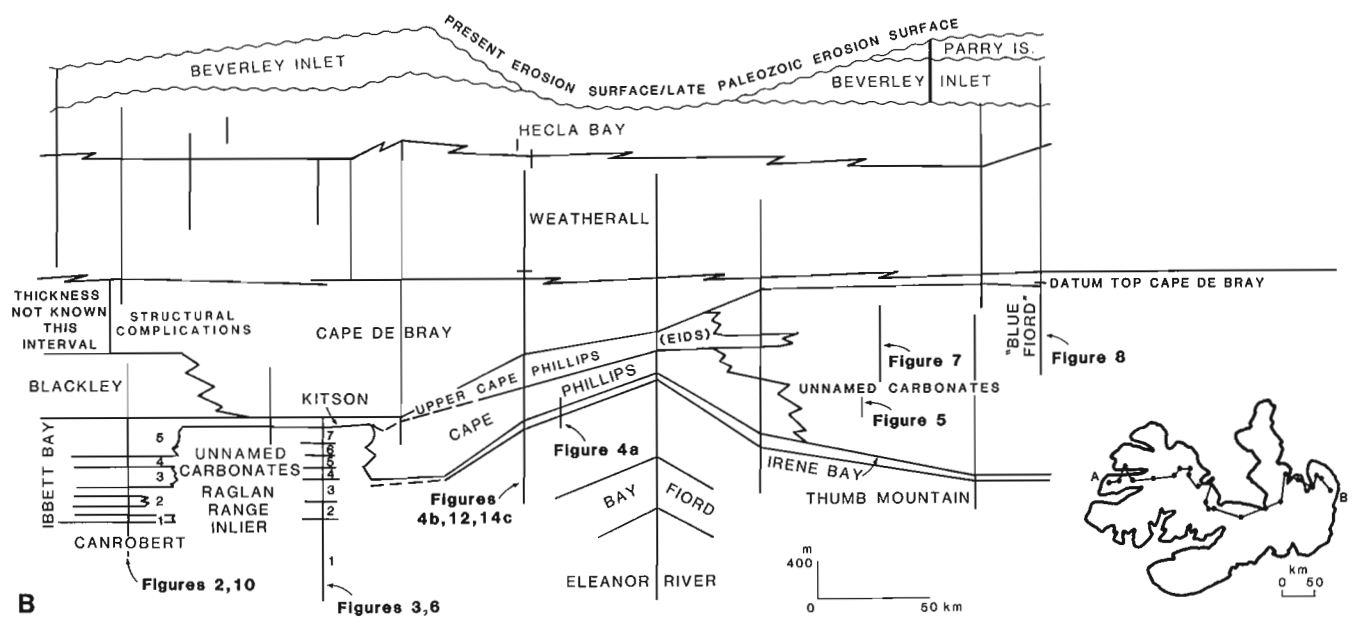 PRESENT EROSION SURFACE/LATE PALEOZOIC EROSION SURFACE
BEVERLEY INLET
PARRY IS.
BEVERLEY INLET
HECLA BAY
WEATHERALL
DATUM TOP CAPE DE BRAY
THICKNESS
NOT KNOWN
THIS
INTERVAL
STRUCTURAL
COMPLICATIONS
CAPE DE BRAY
(EIDS)
"BLUE
FIORD"
Figure 8
Figure 7
UPPER CAPE PHILLIPS
BLACKLEY
KITSON
CAPE PHILLIPS
UNNAMED CARBONATES
Figure 5
Figure 4a
IBBETT BAY
5
4
3
2
1
UNNAMED
CARBONATES
RAGLAN
RANGE
INLIER
7
6
5
4
3
2
1
IRENE BAY
THUMB MOUNTAIN
Figures
4b,12,14c
BAY FIORD
CANROBERT
Figures 2,10
Figures 3,6
ELEANOR RIVER
m
400
0
50 km
A
B
km
0 50
B